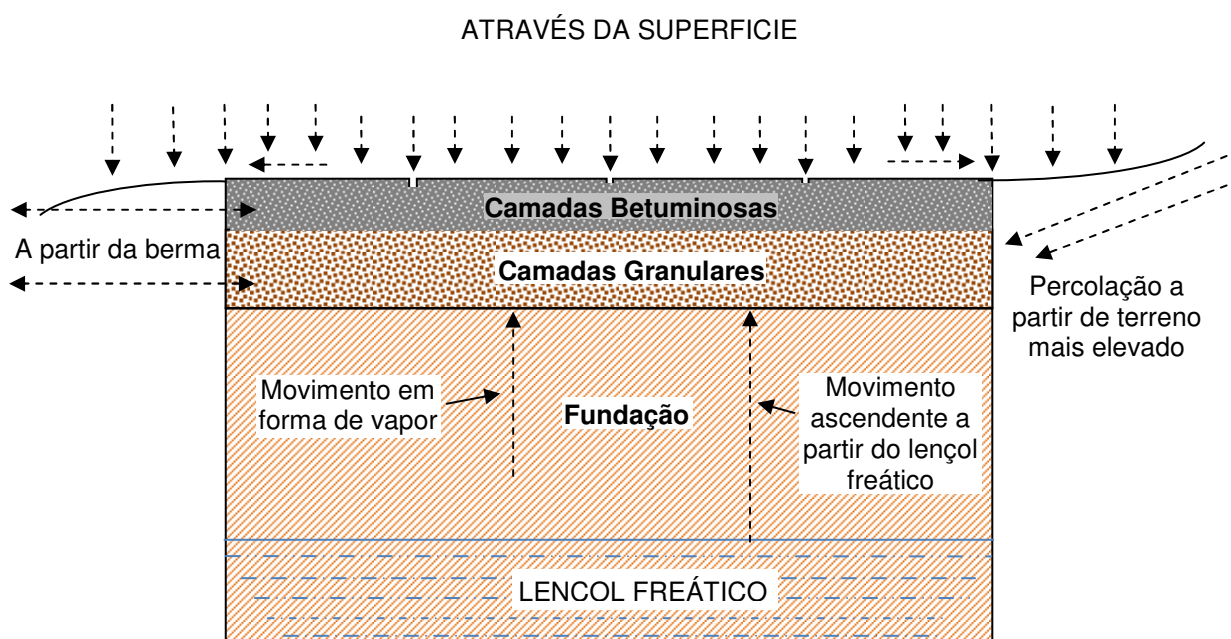 ATRAVÉS DA SUPERFICIE
Camadas Betuminosas
A partir da berma
Camadas Granulares
Percolação a
partir de terreno
mais elevado
Movimento em
forma de vapor
Fundação
Movimento
ascendente a
partir do lençol
freático
LENCOL FREÁTICO